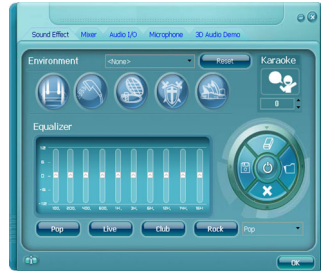 Sound Effect Mixer Audio I/O Microphone 3D Audio Demo
Environment <None> Reset Karaoke
0
Equalizer
Pop Live Club Rock Pop
OK